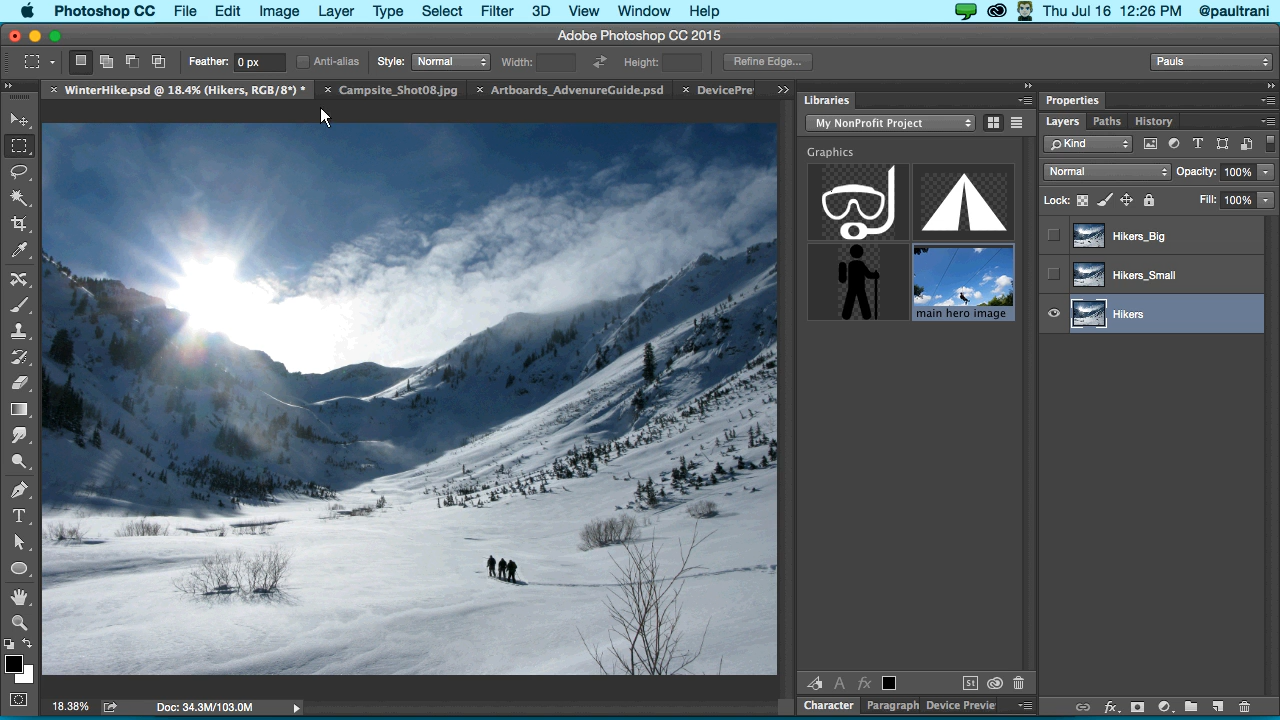 Photoshop CC File Edit Image Layer Type Select Filter 3D View Window Help Thu Jul 16 12:26 PM @paultrani
Adobe Photoshop CC 2015
Feather: 0 px Anti-alias Style: Normal Width: Height: Refine Edge... Pauls
WinterHike.psd @ 18.4% (Hikers, RGB/8*) * Campsite_Shot08.jpg Artboards_AdvenureGuide.psd DevicePre
Libraries
My NonProfit Project
Graphics
main hero image
Properties
Layers Paths History
Kind
Normal Opacity: 100%
Lock: Fill: 100%
Hikers_Big
Hikers_Small
Hikers
A fx St
fx
18.38% Doc: 34.3M/103.0M
Character Paragraph Device Preview